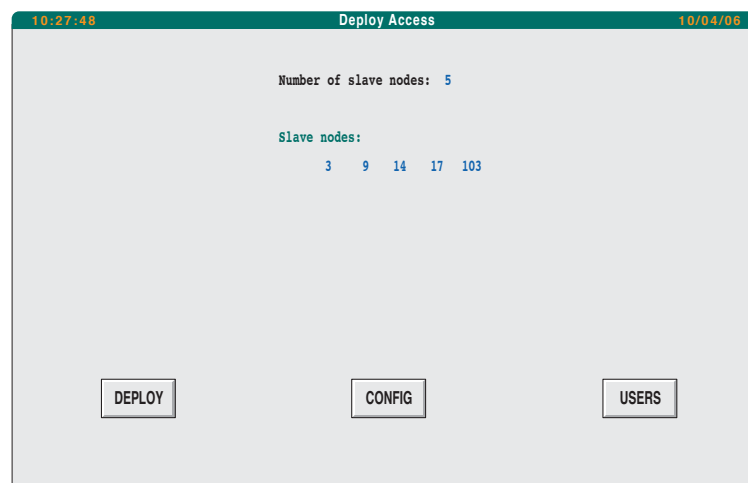 10:27:48 Deploy Access 10/04/06
Number of slave nodes: 5
Slave nodes:
3 9 14 17 103
DEPLOY CONFIG USERS